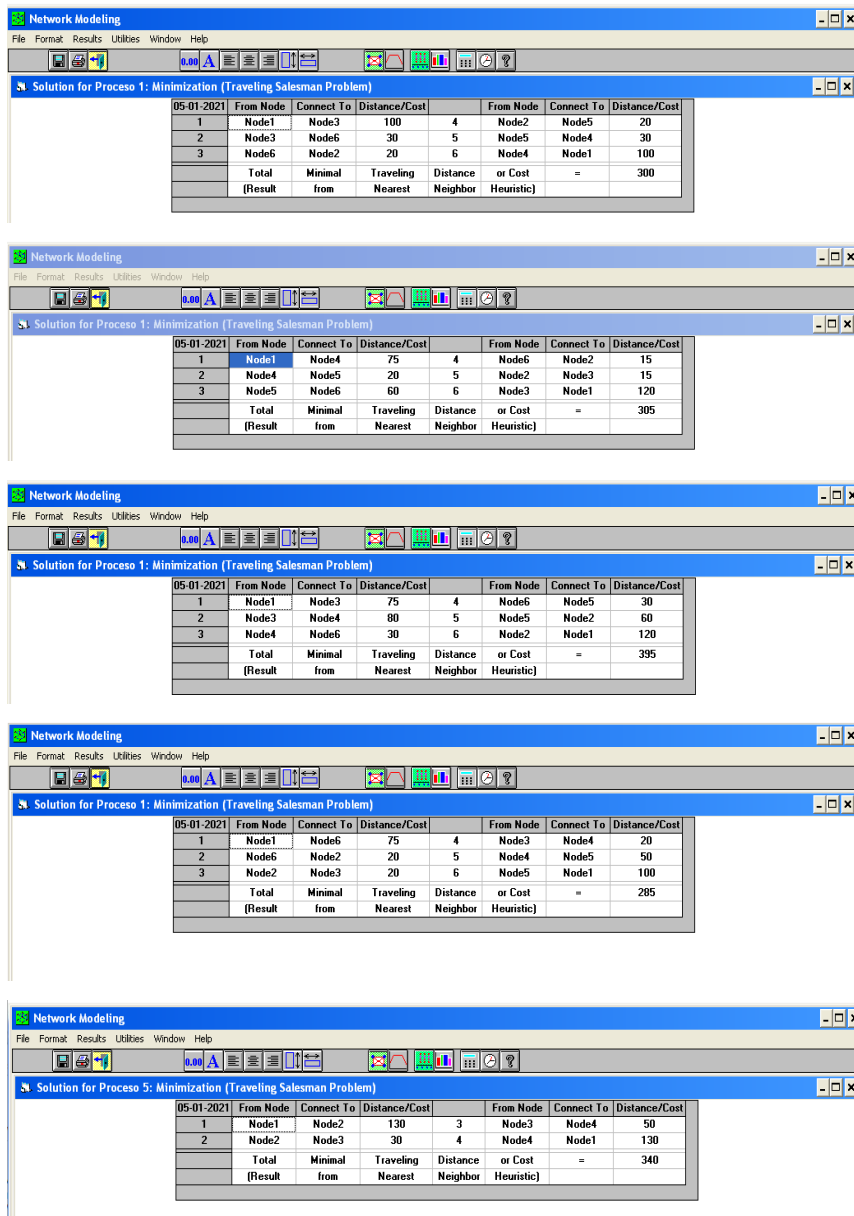 Network Modeling
File Format Results Utilities Window Help
0.00 A ?
Solution for Proceso 1: Minimization (Traveling Salesman Problem)
05-01-2021 From Node Connect To Distance/Cost From Node Connect To Distance/Cost
1 Node1 Node3 100 4 Node2 Node5 20
2 Node3 Node6 30 5 Node5 Node4 30
3 Node6 Node2 20 6 Node4 Node1 100
Total Minimal Traveling Distance or Cost = 300
(Result from Nearest Neighbor Heuristic)
Network Modeling
File Format Results Utilities Window Help
0.00 A ?
Solution for Proceso 1: Minimization (Traveling Salesman Problem)
05-01-2021 From Node Connect To Distance/Cost From Node Connect To Distance/Cost
1 Node1 Node4 75 4 Node6 Node2 15
2 Node4 Node5 20 5 Node2 Node3 15
3 Node5 Node6 60 6 Node3 Node1 120
Total Minimal Traveling Distance or Cost = 305
(Result from Nearest Neighbor Heuristic)
Network Modeling
File Format Results Utilities Window Help
0.00 A ?
Solution for Proceso 1: Minimization (Traveling Salesman Problem)
05-01-2021 From Node Connect To Distance/Cost From Node Connect To Distance/Cost
1 Node1 Node3 75 4 Node6 Node5 30
2 Node3 Node4 80 5 Node5 Node2 60
3 Node4 Node6 30 6 Node2 Node1 120
Total Minimal Traveling Distance or Cost = 395
(Result from Nearest Neighbor Heuristic)
Network Modeling
File Format Results Utilities Window Help
0.00 A ?
Solution for Proceso 1: Minimization (Traveling Salesman Problem)
05-01-2021 From Node Connect To Distance/Cost From Node Connect To Distance/Cost
1 Node1 Node6 75 4 Node3 Node4 20
2 Node6 Node2 20 5 Node4 Node5 50
3 Node2 Node3 20 6 Node5 Node1 100
Total Minimal Traveling Distance or Cost = 285
(Result from Nearest Neighbor Heuristic)
Network Modeling
File Format Results Utilities Window Help
0.00 A ?
Solution for Proceso 5: Minimization (Traveling Salesman Problem)
05-01-2021 From Node Connect To Distance/Cost From Node Connect To Distance/Cost
1 Node1 Node2 130 3 Node3 Node4 50
2 Node2 Node3 30 4 Node4 Node1 130
Total Minimal Traveling Distance or Cost = 340
(Result from Nearest Neighbor Heuristic)